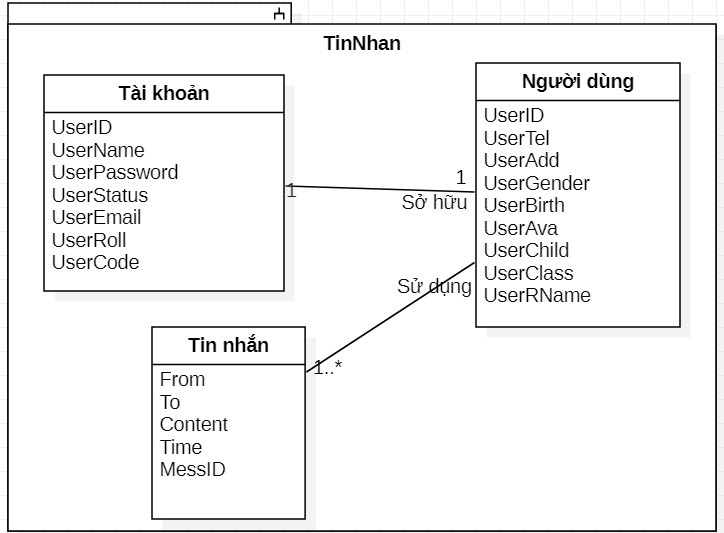 TinNhan
Tài khoản
UserID
UserName
UserPassword
UserStatus
UserEmail
UserRoll
UserCode
1
1
Sở hữu
Người dùng
UserID
UserTel
UserAdd
UserGender
UserBirth
UserAva
UserChild
UserClass
UserRName
Sử dụng
1..*
Tin nhắn
From
To
Content
Time
MessID